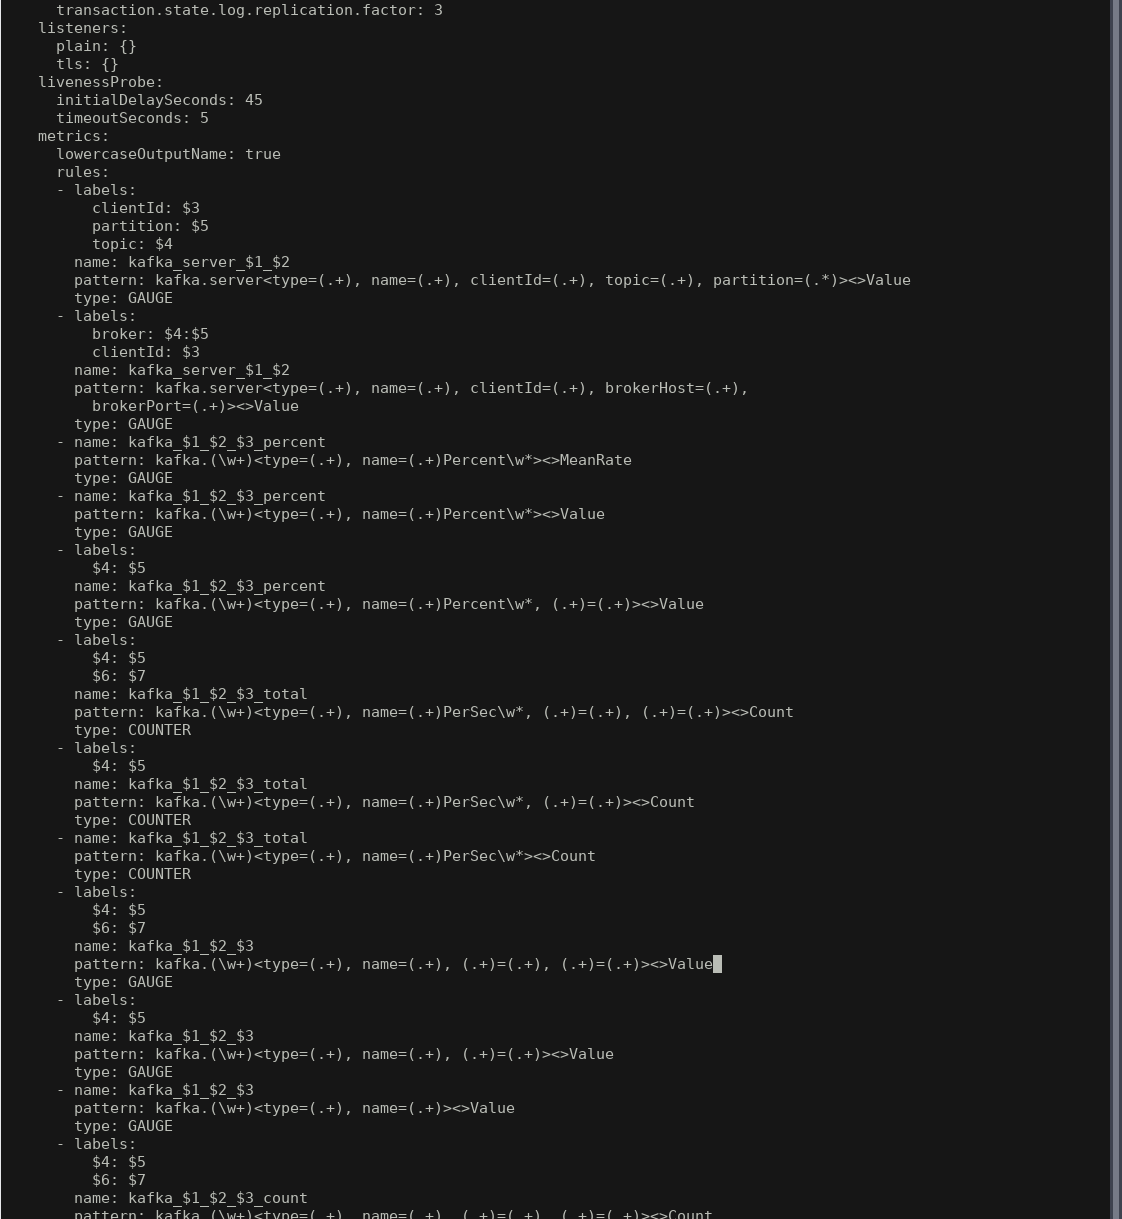 transaction.state.log.replication.factor: 3
listeners:
plain: {}
tls: {}
livenessProbe:
initialDelaySeconds: 45
timeoutSeconds: 5
metrics:
lowercaseOutputName: true
rules:
- labels:
clientId: $3
partition: $5
topic: $4
name: kafka_server_$1_$2
pattern: kafka.server<type=(.+), name=(.+), clientId=(.+), topic=(.+), partition=(.*)><>Value
type: GAUGE
- labels:
broker: $4:$5
clientId: $3
name: kafka_server_$1_$2
pattern: kafka.server<type=(.+), name=(.+), clientId=(.+), brokerHost=(.+),
brokerPort=(.+)><>Value
type: GAUGE
- name: kafka_$1_$2_$3_percent
pattern: kafka.(\w+)<type=(.+), name=(.+)Percent\w*><>MeanRate
type: GAUGE
- name: kafka_$1_$2_$3_percent
pattern: kafka.(\w+)<type=(.+), name=(.+)Percent\w*><>Value
type: GAUGE
- labels:
$4: $5
name: kafka_$1_$2_$3_percent
pattern: kafka.(\w+)<type=(.+), name=(.+)Percent\w*, (.+)=(.+)><>Value
type: GAUGE
- labels:
$4: $5
$6: $7
name: kafka_$1_$2_$3_total
pattern: kafka.(\w+)<type=(.+), name=(.+)PerSec\w*, (.+)=(.+), (.+)=(.+)><>Count
type: COUNTER
- labels:
$4: $5
name: kafka_$1_$2_$3_total
pattern: kafka.(\w+)<type=(.+), name=(.+)PerSec\w*, (.+)=(.+)><>Count
type: COUNTER
- name: kafka_$1_$2_$3_total
pattern: kafka.(\w+)<type=(.+), name=(.+)PerSec\w*><>Count
type: COUNTER
- labels:
$4: $5
$6: $7
name: kafka_$1_$2_$3
pattern: kafka.(\w+)<type=(.+), name=(.+), (.+)=(.+), (.+)=(.+)><>Value
type: GAUGE
- labels:
$4: $5
name: kafka_$1_$2_$3
pattern: kafka.(\w+)<type=(.+), name=(.+), (.+)=(.+)><>Value
type: GAUGE
- name: kafka_$1_$2_$3
pattern: kafka.(\w+)<type=(.+), name=(.+)><>Value
type: GAUGE
- labels:
$4: $5
$6: $7
name: kafka_$1_$2_$3_count
pattern: kafka.(\w+)<type=(.+), name=(.+), (.+)=(.+), (.+)=(.+)><>Count